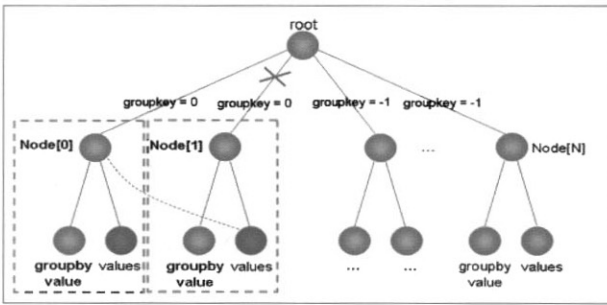 root
groupkey = 0 groupkey = 0 groupkey = -1 groupkey = -1
Node[0] Node[1] ... Node[N]
groupby value values groupby value values ... ... groupby value values